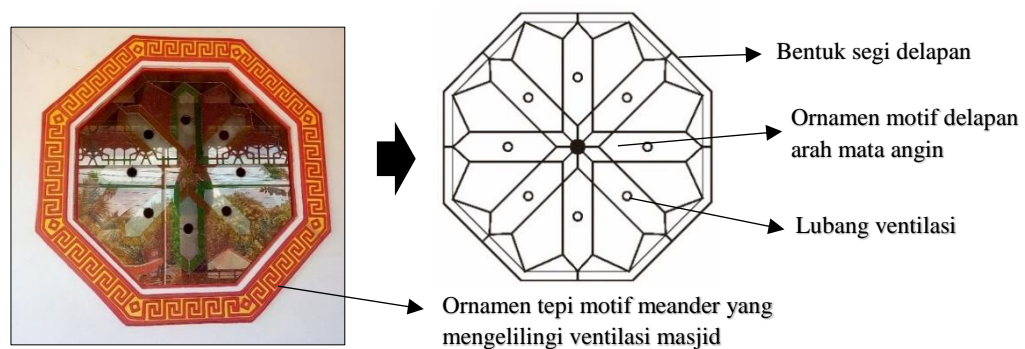 Bentuk segi delapan
Ornamen motif delapan
arah mata angin
Lubang ventilasi
Ornamen tepi motif meander yang
mengelilingi ventilasi masjid